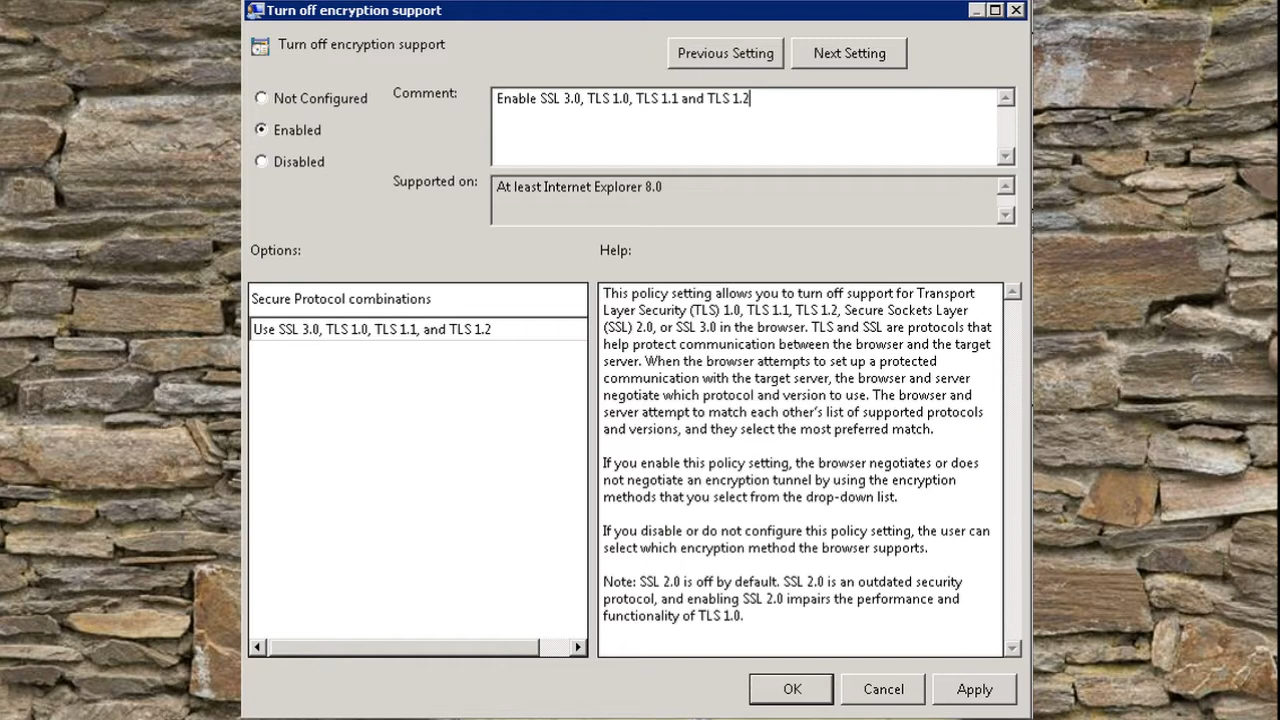 Turn off encryption support
Turn off encryption support
Previous Setting
Next Setting
Not Configured
Enabled
Disabled
Comment:
Enable SSL 3.0, TLS 1.0, TLS 1.1 and TLS 1.2
Supported on:
At least Internet Explorer 8.0
Options:
Help:
Secure Protocol combinations
Use SSL 3.0, TLS 1.0, TLS 1.1, and TLS 1.2
This policy setting allows you to turn off support for Transport
Layer Security (TLS) 1.0, TLS 1.1, TLS 1.2, Secure Sockets Layer
(SSL) 2.0, or SSL 3.0 in the browser. TLS and SSL are protocols that
help protect communication between the browser and the target
server. When the browser attempts to set up a protected
communication with the target server, the browser and server
negotiate which protocol and version to use. The browser and
server attempt to match each other's list of supported protocols
and versions, and they select the most preferred match.
If you enable this policy setting, the browser negotiates or does
not negotiate an encryption tunnel by using the encryption
methods that you select from the drop-down list.
If you disable or do not configure this policy setting, the user can
select which encryption method the browser supports.
Note: SSL 2.0 is off by default. SSL 2.0 is an outdated security
protocol, and enabling SSL 2.0 impairs the performance and
functionality of TLS 1.0.
OK
Cancel
Apply